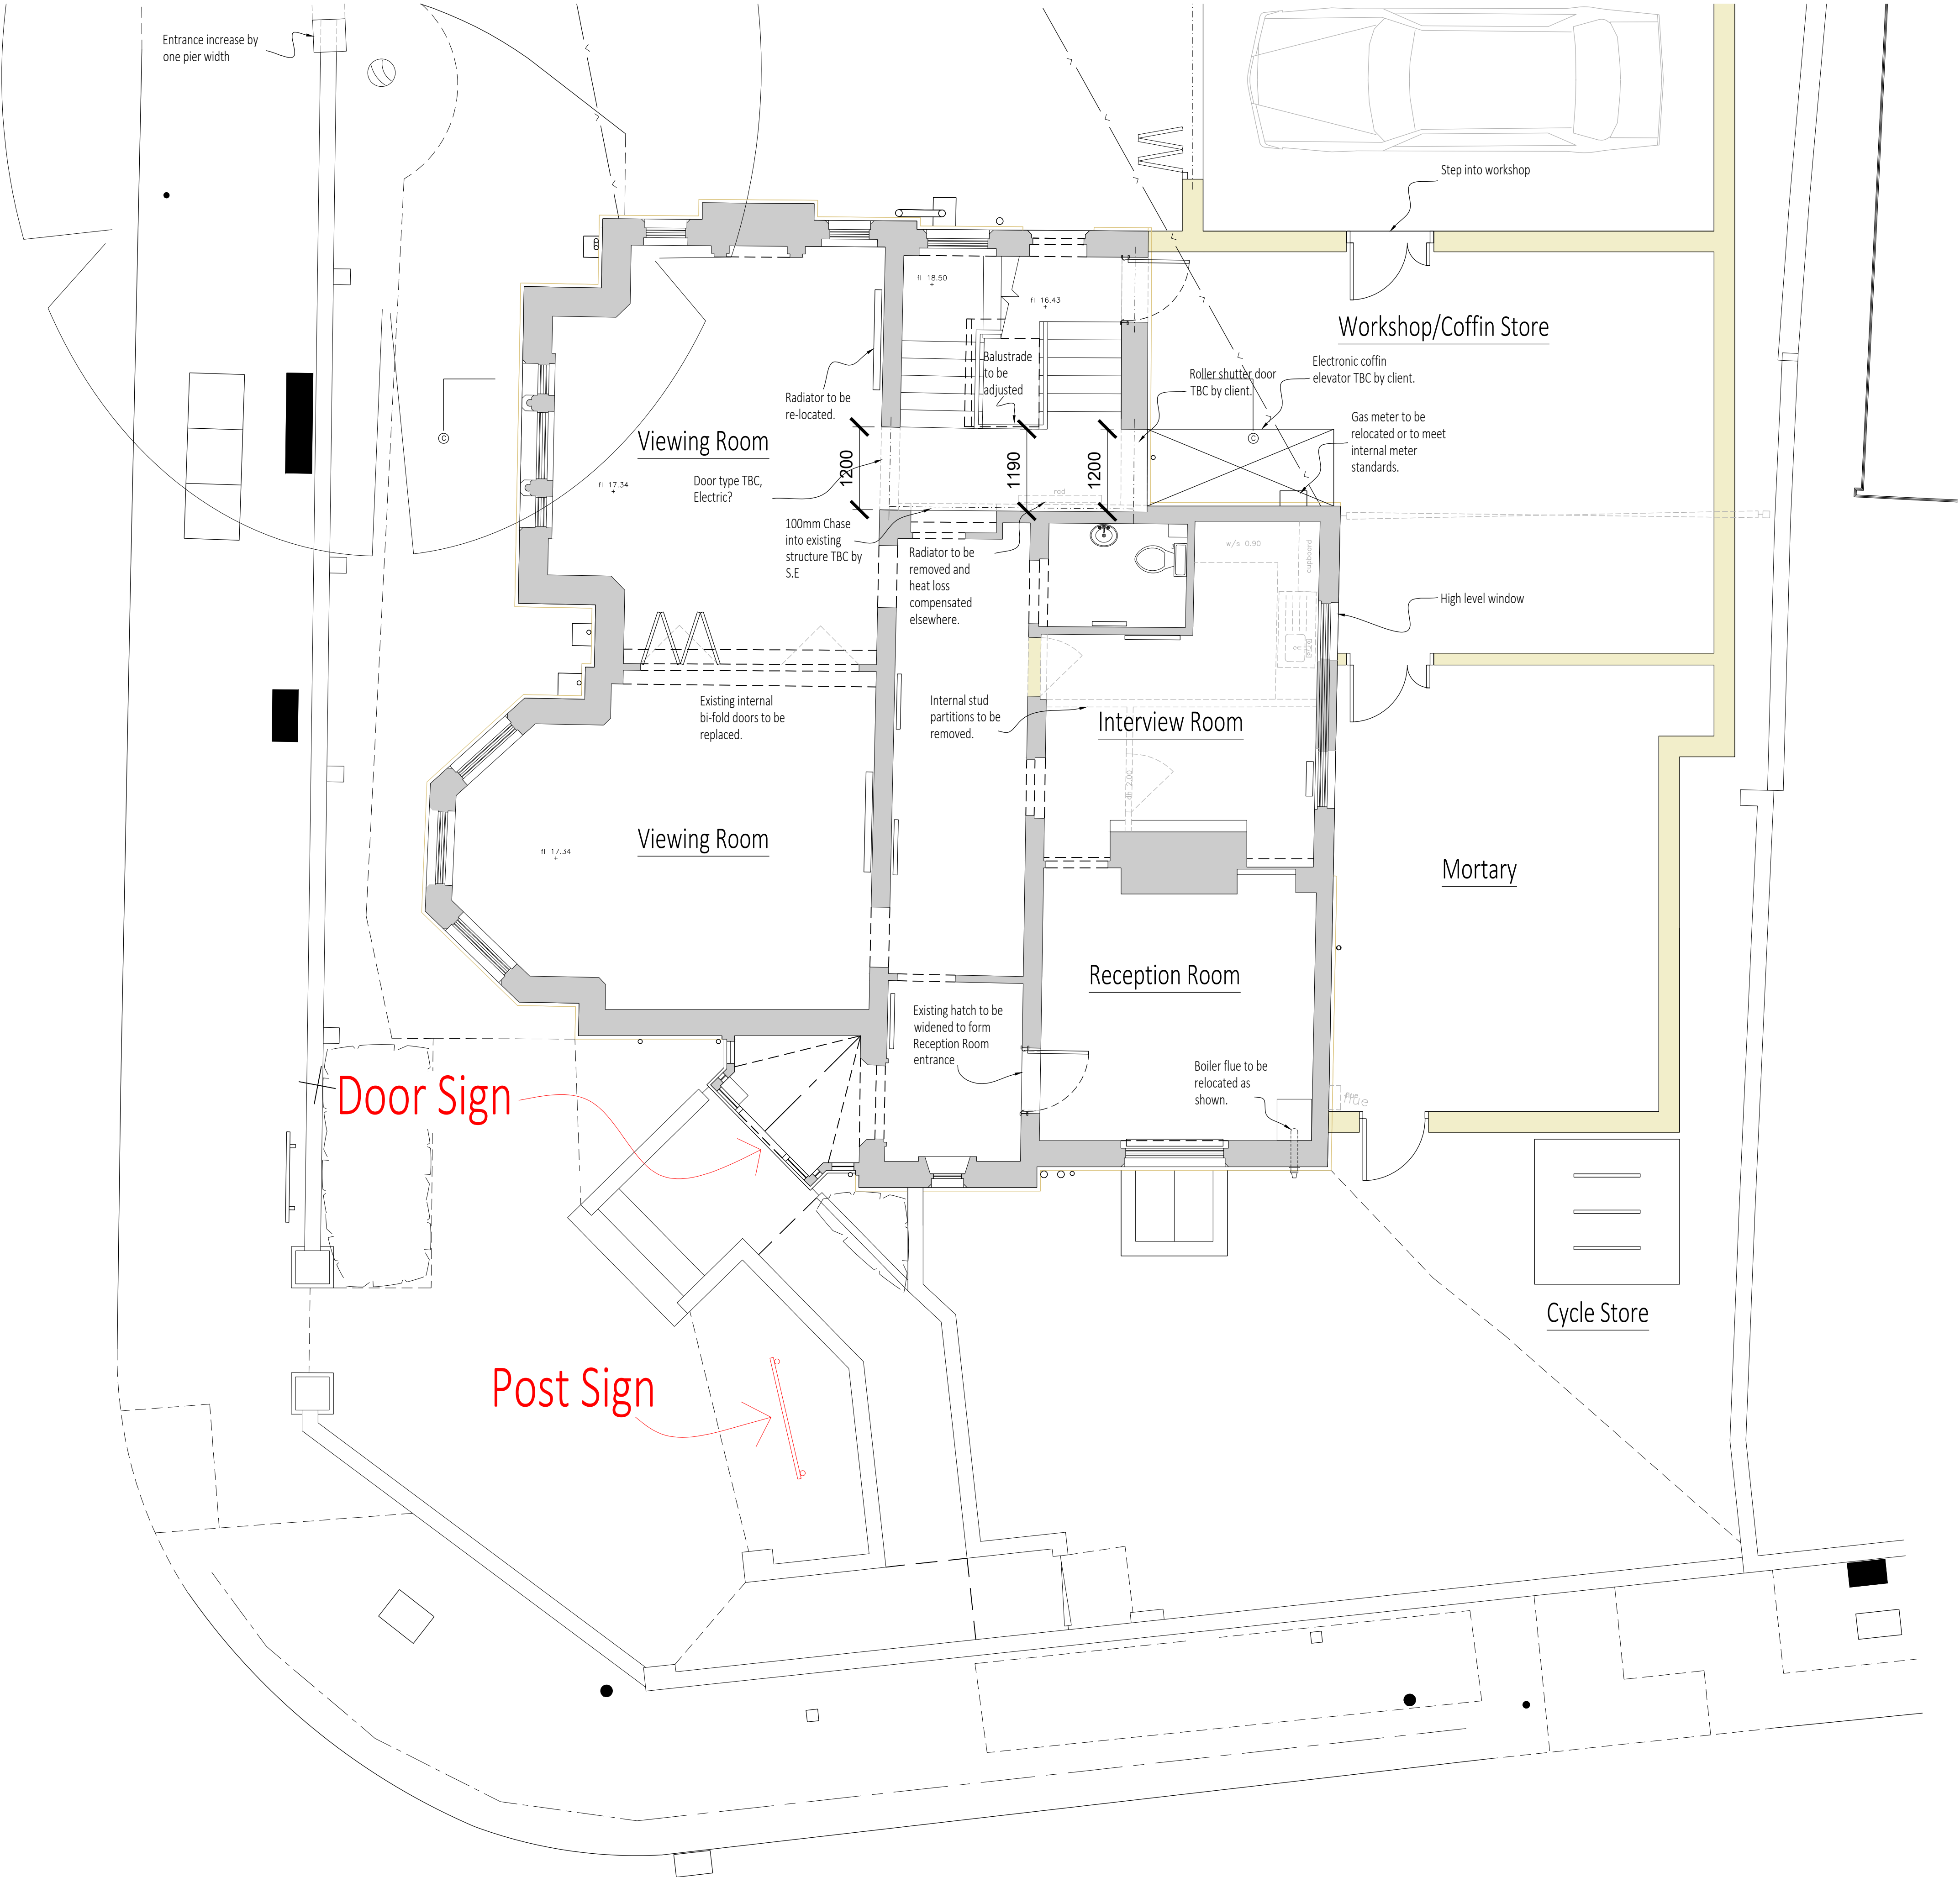 Entrance increase by
one pier width
Step into workshop
fl 18.50
fl 16.43
Workshop/Coffin Store
Balustrade
to be
adjusted
Electronic coffin
elevator TBC by client.
Roller shutter door
TBC by client.
Radiator to be
re-located.
Gas meter to be
relocated or to meet
internal meter
standards.
Viewing Room
1200
1190
1200
C
C
fl 17.34
Door type TBC,
Electric?
rad
100mm Chase
into existing
structure TBC by
S.E
Radiator to be
removed and
heat loss
compensated
elsewhere.
w/s 0.90
cupboard
High level window
Existing internal
bi-fold doors to be
replaced.
Internal stud
partitions to be
removed.
Interview Room
Viewing Room
fl 17.34
Mortary
Reception Room
Existing hatch to be
widened to form
Reception Room
entrance
Boiler flue to be
relocated as
shown.
flue
Door Sign
Cycle Store
Post Sign